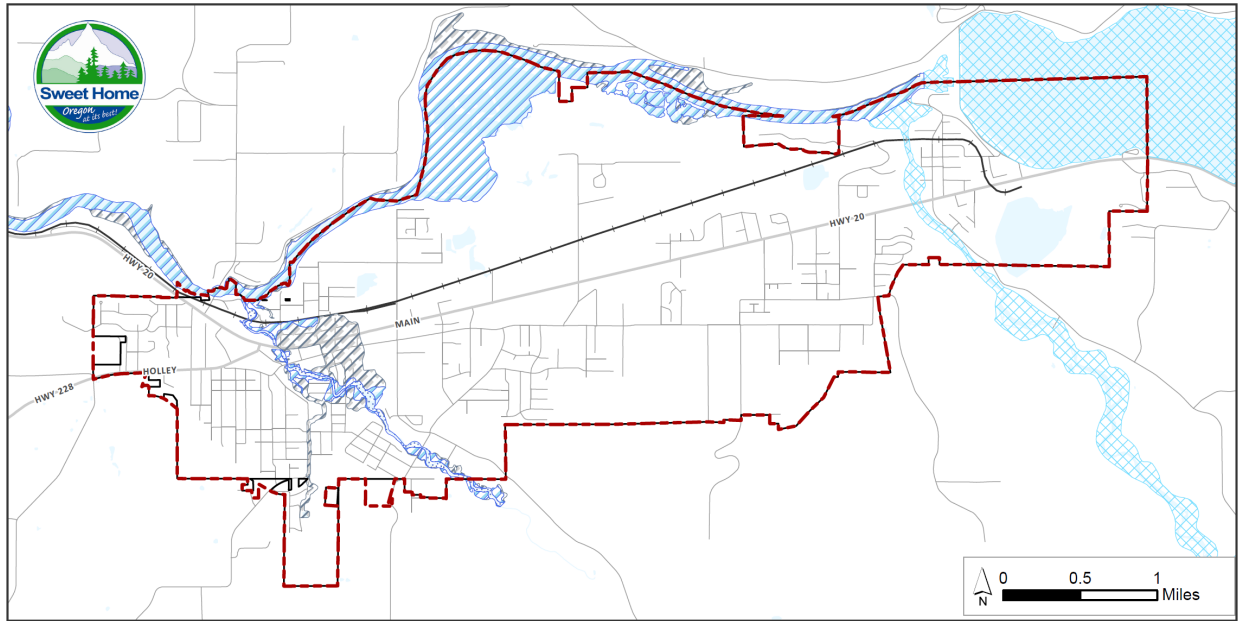 Sweet Home
Oregon
at its best!
HWY-20
HWY-20
MAIN
HOLLEY
HWY-228
N
0 0.5 1
Miles